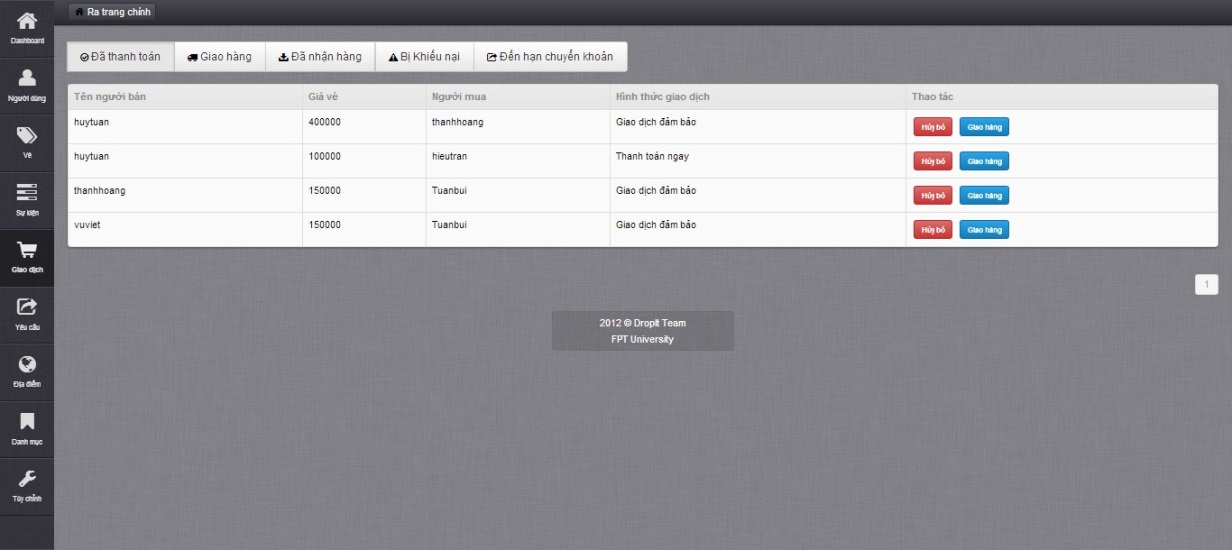 Ra trang chính
Dashboard
Người dùng
Vé
Sự kiện
Giao dịch
Yêu cầu
Địa điểm
Danh mục
Tùy chỉnh
Đã thanh toán
Giao hàng
Đã nhận hàng
Bị Khiếu nại
Đến hạn chuyển khoản
Tên người bán Giá vé Người mua Hình thức giao dịch Thao tác
huytuan 400000 thanhhoang Giao dịch đảm bảo Hủy bỏ Giao hàng
huytuan 100000 hieutran Thanh toán ngay Hủy bỏ Giao hàng
thanhhoang 150000 Tuanbui Giao dịch đảm bảo Hủy bỏ Giao hàng
vuviet 150000 Tuanbui Giao dịch đảm bảo Hủy bỏ Giao hàng
1
2012 © DropIt Team
FPT University